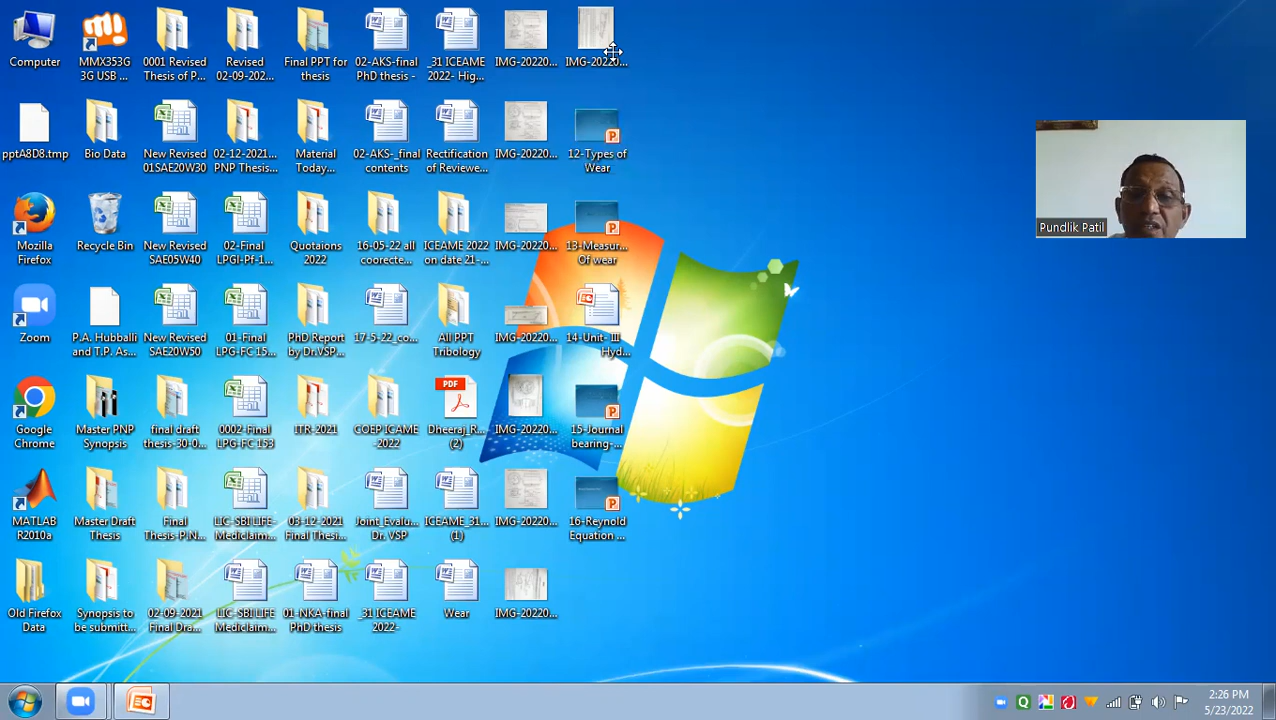 Computer
MMX353G
3G USB ...
0001 Revised
Thesis of P...
Revised
02-09-202...
Final PPT for
thesis
02-AKS-final
PhD thesis -
_31 ICEAME
2022- Hig...
IMG-20220...
IMG-20220...
pptA8D8.tmp
Bio Data
New Revised
01SAE20W30
02-12-2021...
PNP Thesis...
Material
Today...
02-AKS-_final
contents
Rectification
of Reviewe...
IMG-20220...
12-Types of
Wear
Mozilla
Firefox
Recycle Bin
New Revised
SAE05W40
02-Final
LPGI-Pf-1...
Quotaions
2022
16-05-22 all
coorecte...
ICEAME 2022
on date 21-...
IMG-20220...
13-Measur...
Of wear
Zoom
P.A. Hubballi
and T.P. As...
New Revised
SAE20W50
01-Final
LPG-FC 15...
PhD Report
by Dr.VSP...
17-5-22_co...
All PPT
Tribology
IMG-20220...
14-Unit- III
Hyd...
Google
Chrome
Master PNP
Synopsis
final draft
thesis-30-0...
0002-Final
LPG-FC 153
ITR-2021
COEP ICAME
-2022
PDF
Dheeraj_R...
(2)
IMG-20220...
15-Journal
bearing-...
MATLAB
R2010a
Master Draft
Thesis
Final
Thesis-P.N...
LIC-SBI LIFE-
Mediclaim...
03-12-2021
Final Thesi...
Joint_Evalu...
Dr. VSP
ICEAME_31...
(1)
IMG-20220...
16-Reynold
Equation ...
Old Firefox
Data
Synopsis to
be submitt...
02-09-2021
Final Dra...
LIC-SBI LIFE
Mediclaim...
01-NKA-final
PhD thesis
_31 ICEAME
2022-
Wear
IMG-20220...
Pundlik Patil
2:26 PM
5/23/2022